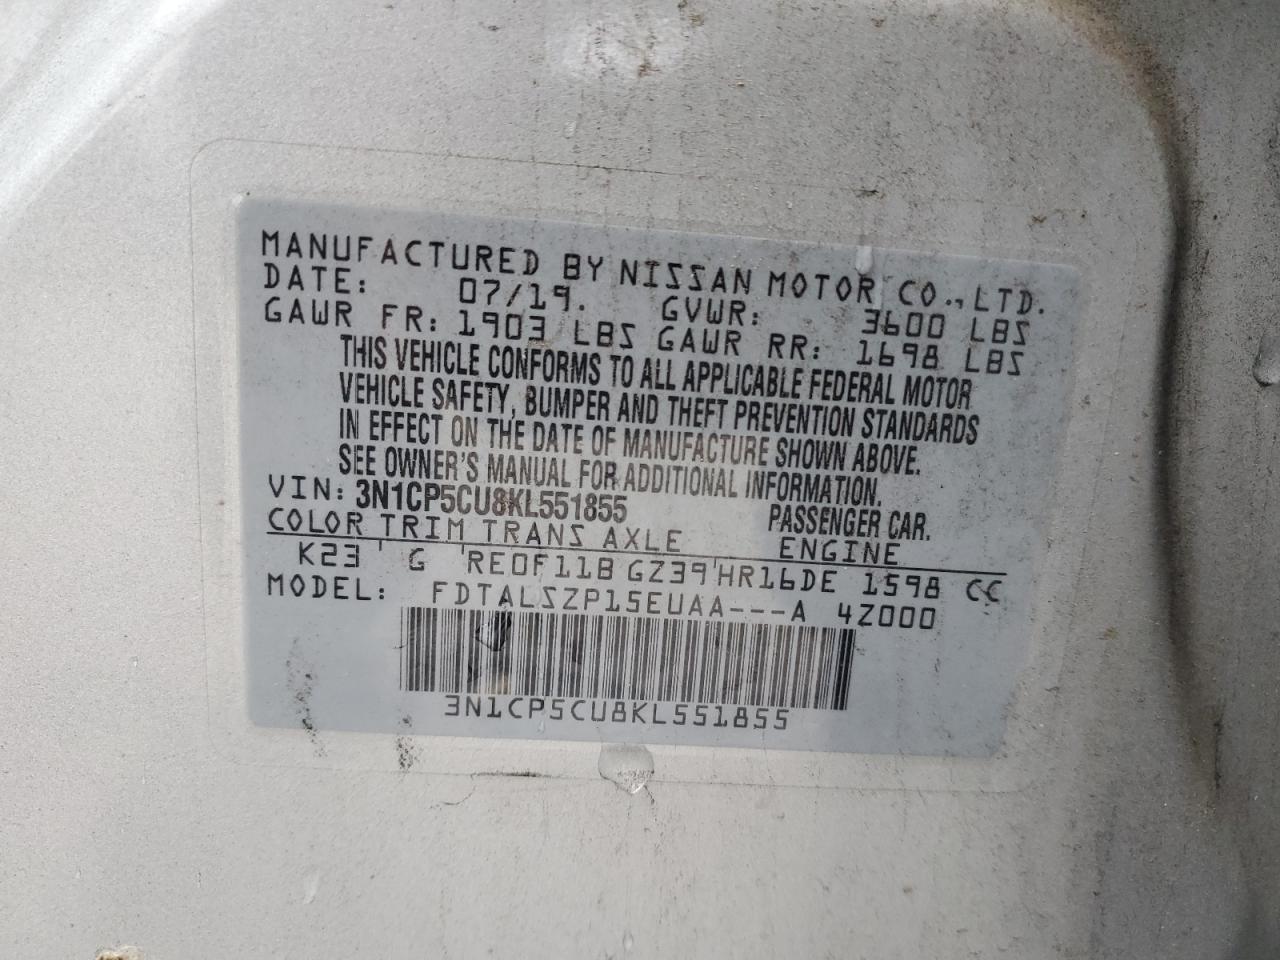 MANUFACTURED BY NISSAN MOTOR CO., LTD.
DATE: 07/19. GVWR: 3600 LBS
GAWR FR: 1903 LBS GAWR RR: 1698 LBS
THIS VEHICLE CONFORMS TO ALL APPLICABLE FEDERAL MOTOR
VEHICLE SAFETY, BUMPER AND THEFT PREVENTION STANDARDS
IN EFFECT ON THE DATE OF MANUFACTURE SHOWN ABOVE.
SEE OWNER'S MANUAL FOR ADDITIONAL INFORMATION.
VIN: 3N1CP5CU8KL551855 PASSENGER CAR.
COLOR TRIM TRANS AXLE ENGINE
K23 ' G ' RE0F11B GZ39 ' HR16DE 1598 CC
MODEL: FDTALSZP15EUAA---A 4Z000
3N1CP5CU8KL551855